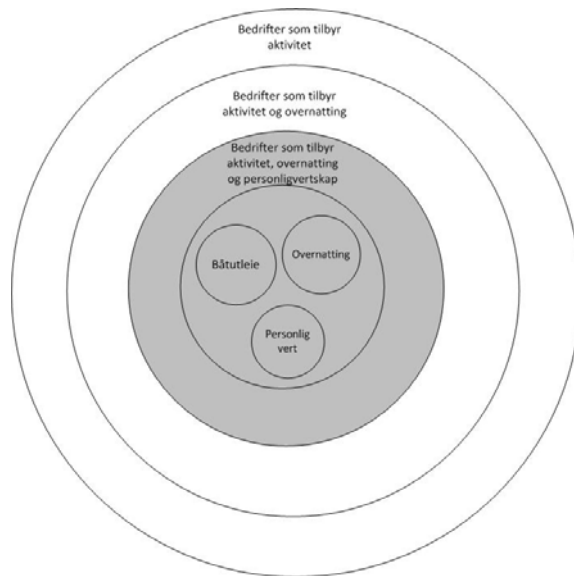 Bedrifter som tilbyr
aktivitet
Bedrifter som tilbyr
aktivitet og overnatting
Bedrifter som tilbyr
aktivitet, overnatting
og personligvertskap
Båtutleie
Overnatting
Personlig
vert